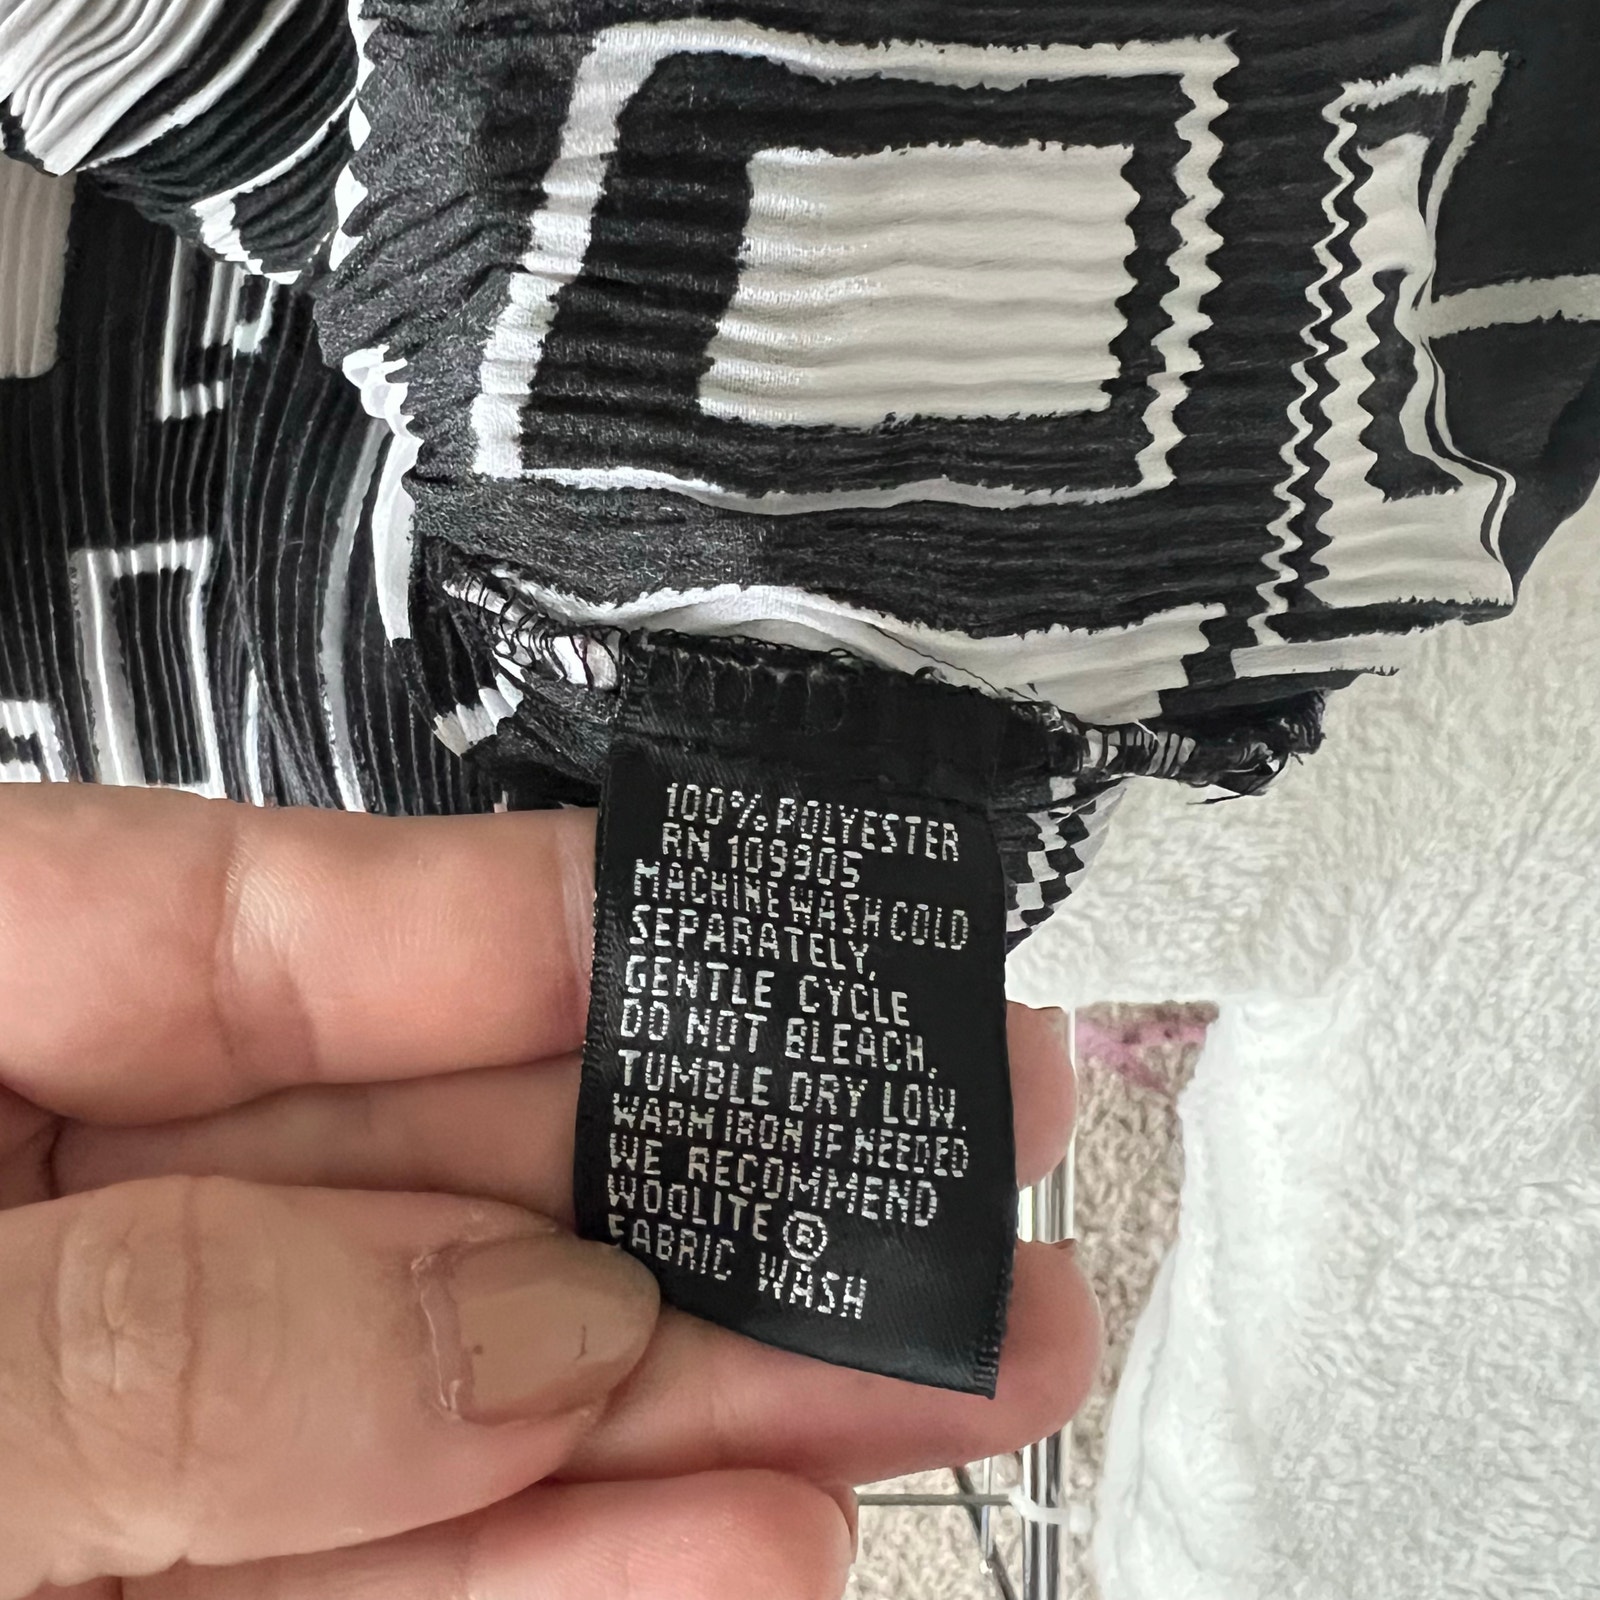 100% POLYESTER
RN 109905
MACHINE WASH COLD
SEPARATELY,
GENTLE CYCLE
DO NOT BLEACH,
TUMBLE DRY LOW.
WARM IRON IF NEEDED
WE RECOMMEND
WOOLITE ®
FABRIC WASH